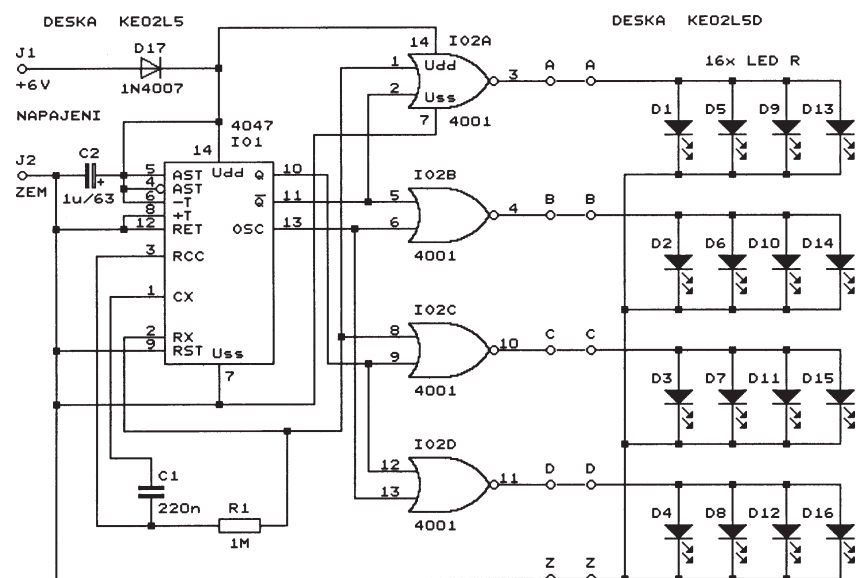 DESKA KE02L5
DESKA KE02L5D
J1
+6V
D17
1N4007
NAPAJENI
J2
ZEM
C2
+
1u/63
4047
IO1
14
Udd
5 AST
4 AST
6 -T
8 +T
12 RET
3 RCC
1 CX
2 RX
9 RST
Uss
7
Q 10
Q 11
OSC 13
C1
220n
R1
1M
IO2A
14
Udd
1
2
Uss
7
3
4001
IO2B
5
6
4
4001
IO2C
8
9
10
4001
IO2D
12
13
11
4001
A A
B B
C C
D D
Z Z
16x LED R
D1 D5 D9 D13
D2 D6 D10 D14
D3 D7 D11 D15
D4 D8 D12 D16